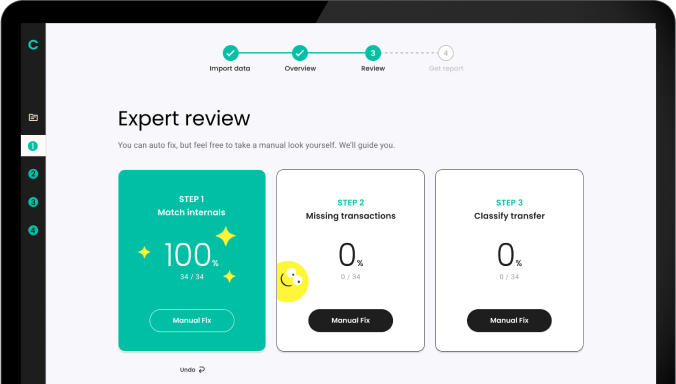 C
3
4
Import data
Overview
Review
Get report
Expert review
You can auto fix, but feel free to take a manual look yourself. We'll guide you.
1
2
3
4
STEP 1
Match internals
100%
34 / 34
Manual Fix
Undo
STEP 2
Missing transactions
0%
0 / 34
Manual Fix
STEP 3
Classify transfer
0%
0 / 34
Manual Fix